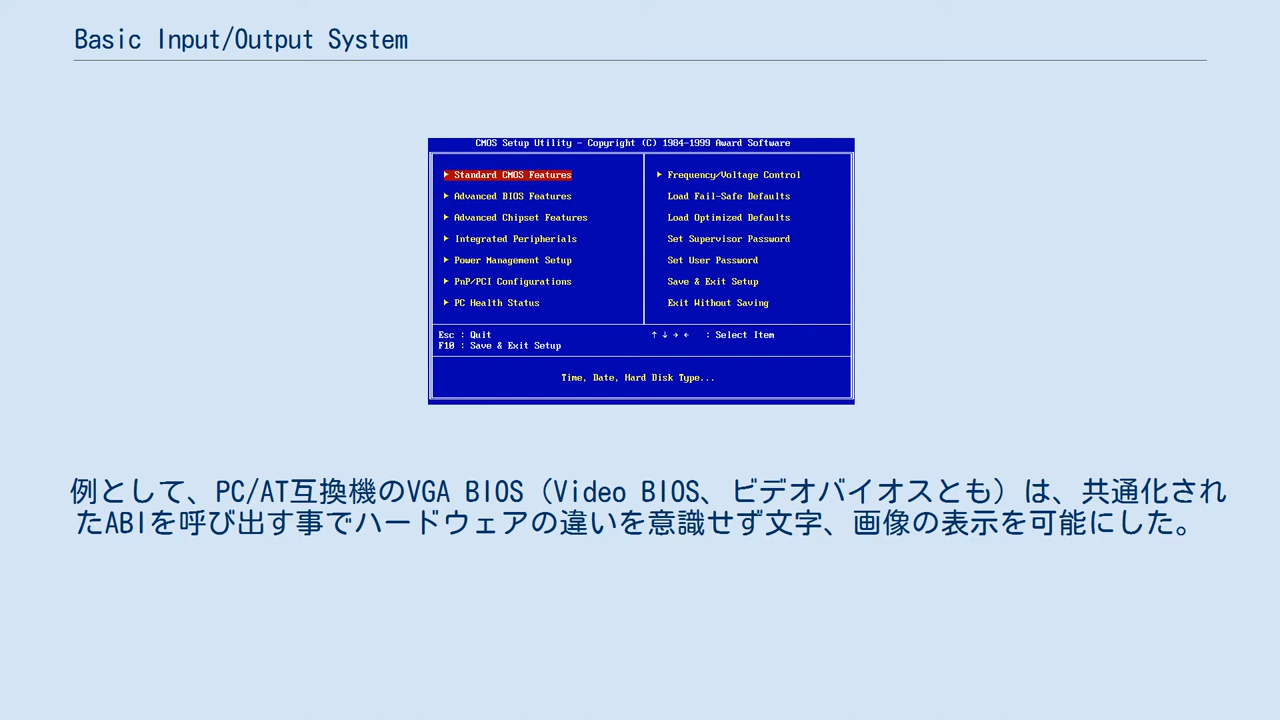 Basic Input/Output System
CMOS Setup Utility - Copyright (C) 1984-1999 Award Software
Standard CMOS Features
Advanced BIOS Features
Advanced Chipset Features
Integrated Peripherials
Power Management Setup
PnP/PCI Configurations
PC Health Status
Frequency/Voltage Control
Load Fail-Safe Defaults
Load Optimized Defaults
Set Supervisor Password
Set User Password
Save & Exit Setup
Exit Without Saving
Esc : Quit
F10 : Save & Exit Setup
↑ ↓ → ← : Select Item
Time, Date, Hard Disk Type...
例として、PC/AT互換機のVGA BIOS（Video BIOS、ビデオバイオスとも）は、共通化され
たABIを呼び出す事でハードウェアの違いを意識せず文字、画像の表示を可能にした。